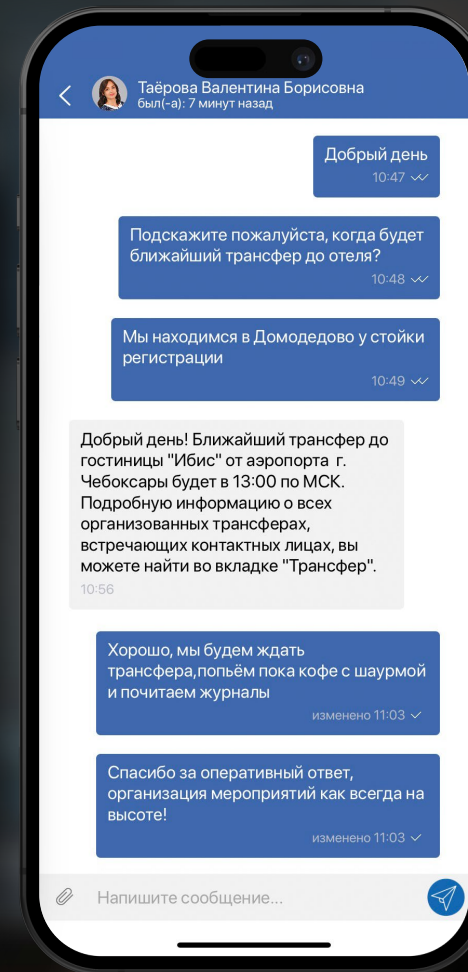 Таёрова Валентина Борисовна
был(-а): 7 минут назад
Добрый день
10:47
Подскажите пожалуйста, когда будет
ближайший трансфер до отеля?
10:48
Мы находимся в Домодедово у стойки
регистрации
10:49
Добрый день! Ближайший трансфер до
гостиницы "Ибис" от аэропорта г.
Чебоксары будет в 13:00 по МСК.
Подробную информацию о всех
организованных трансферах,
встречающих контактных лицах, вы
можете найти во вкладке "Трансфер".
10:56
Хорошо, мы будем ждать
трансфера,попьём пока кофе с шаурмой
и почитаем журналы
изменено 11:03
Спасибо за оперативный ответ,
организация мероприятий как всегда на
высоте!
изменено 11:03
Напишите сообщение...